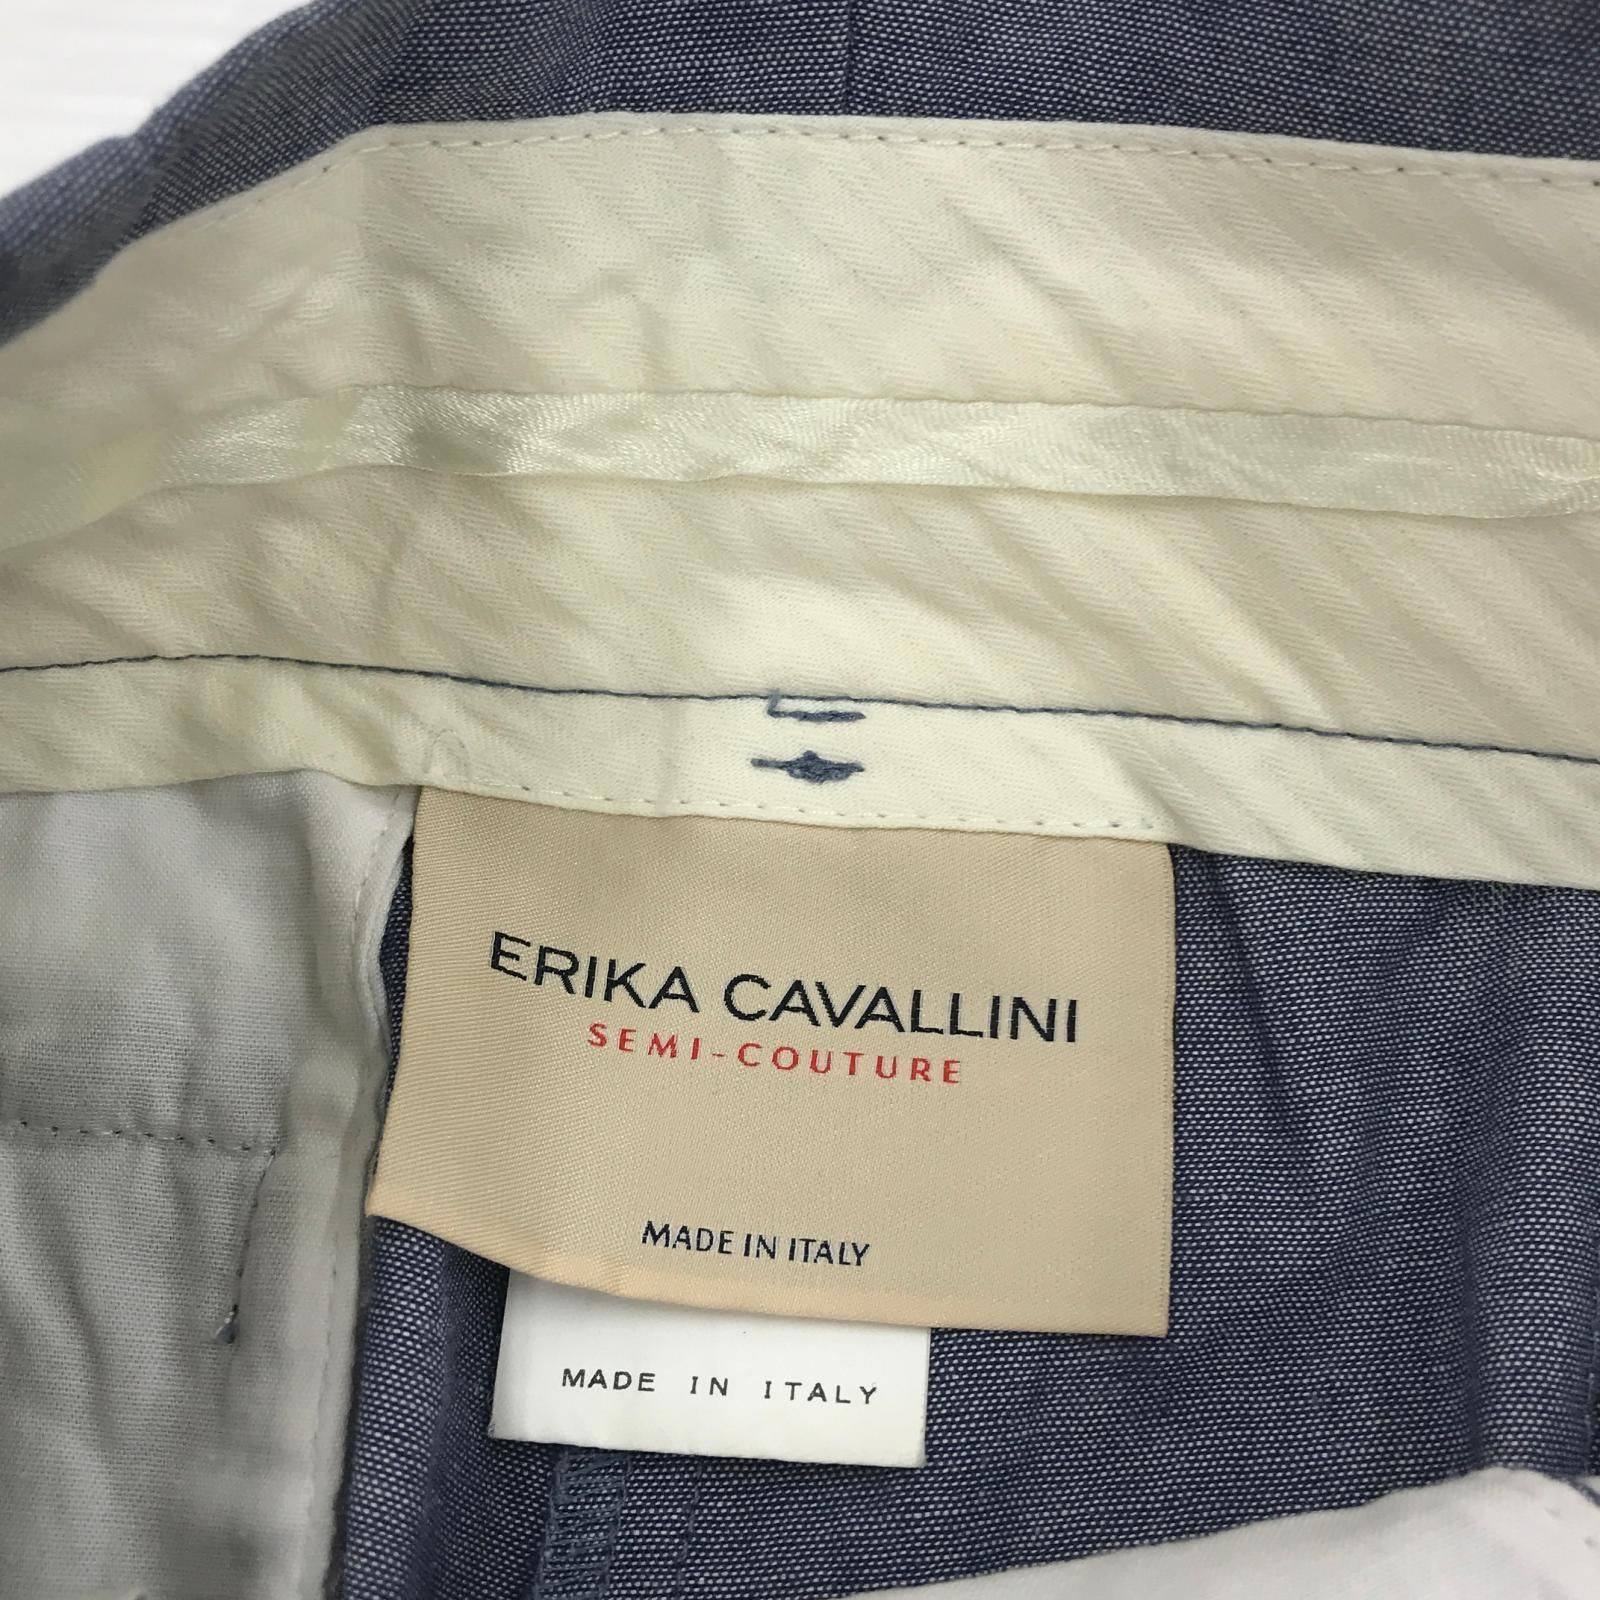 ERIKA CAVALLINI
SEMI-COUTURE
MADE IN ITALY
MADE IN ITALY